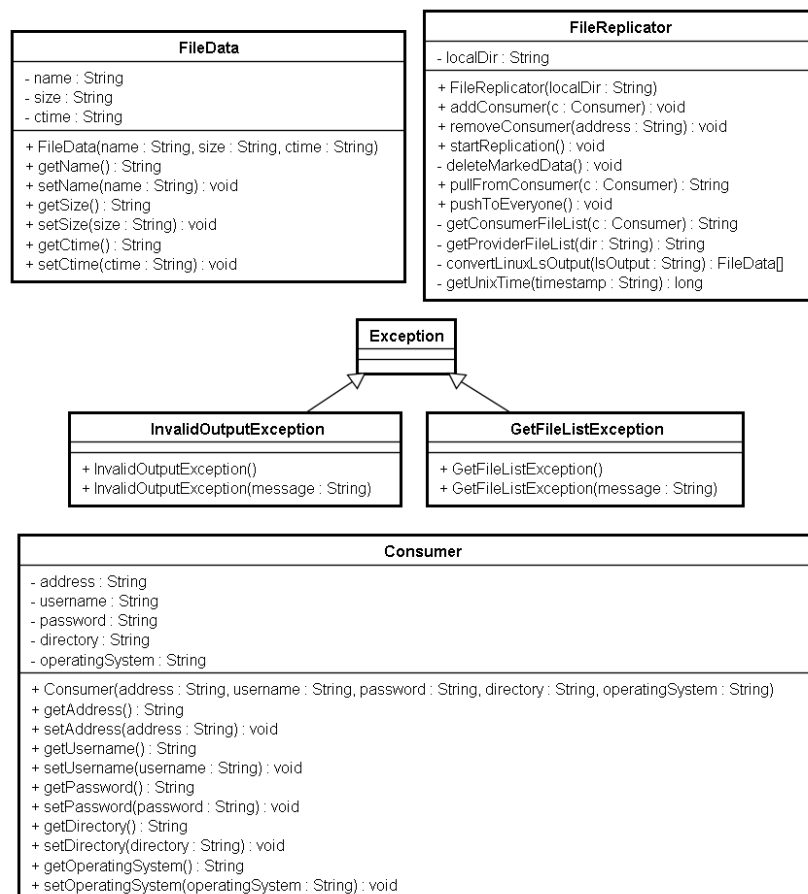 FileData
- name : String
- size : String
- ctime : String
+ FileData(name : String, size : String, ctime : String)
+ getName() : String
+ setName(name : String) : void
+ getSize() : String
+ setSize(size : String) : void
+ getCtime() : String
+ setCtime(ctime : String) : void
FileReplicator
- localDir : String
+ FileReplicator(localDir : String)
+ addConsumer(c : Consumer) : void
+ removeConsumer(address : String) : void
+ startReplication() : void
- deleteMarkedData() : void
+ pullFromConsumer(c : Consumer) : String
+ pushToEveryone() : void
- getConsumerFileList(c : Consumer) : String
- getProviderFileList(dir : String) : String
- convertLinuxLsOutput(lsOutput : String) : FileData[]
- getUnixTime(timestamp : String) : long
Exception
InvalidOutputException
+ InvalidOutputException()
+ InvalidOutputException(message : String)
GetFileListException
+ GetFileListException()
+ GetFileListException(message : String)
Consumer
- address : String
- username : String
- password : String
- directory : String
- operatingSystem : String
+ Consumer(address : String, username : String, password : String, directory : String, operatingSystem : String)
+ getAddress() : String
+ setAddress(address : String) : void
+ getUsername() : String
+ setUsername(username : String) : void
+ getPassword() : String
+ setPassword(password : String) : void
+ getDirectory() : String
+ setDirectory(directory : String) : void
+ getOperatingSystem() : String
+ setOperatingSystem(operatingSystem : String) : void